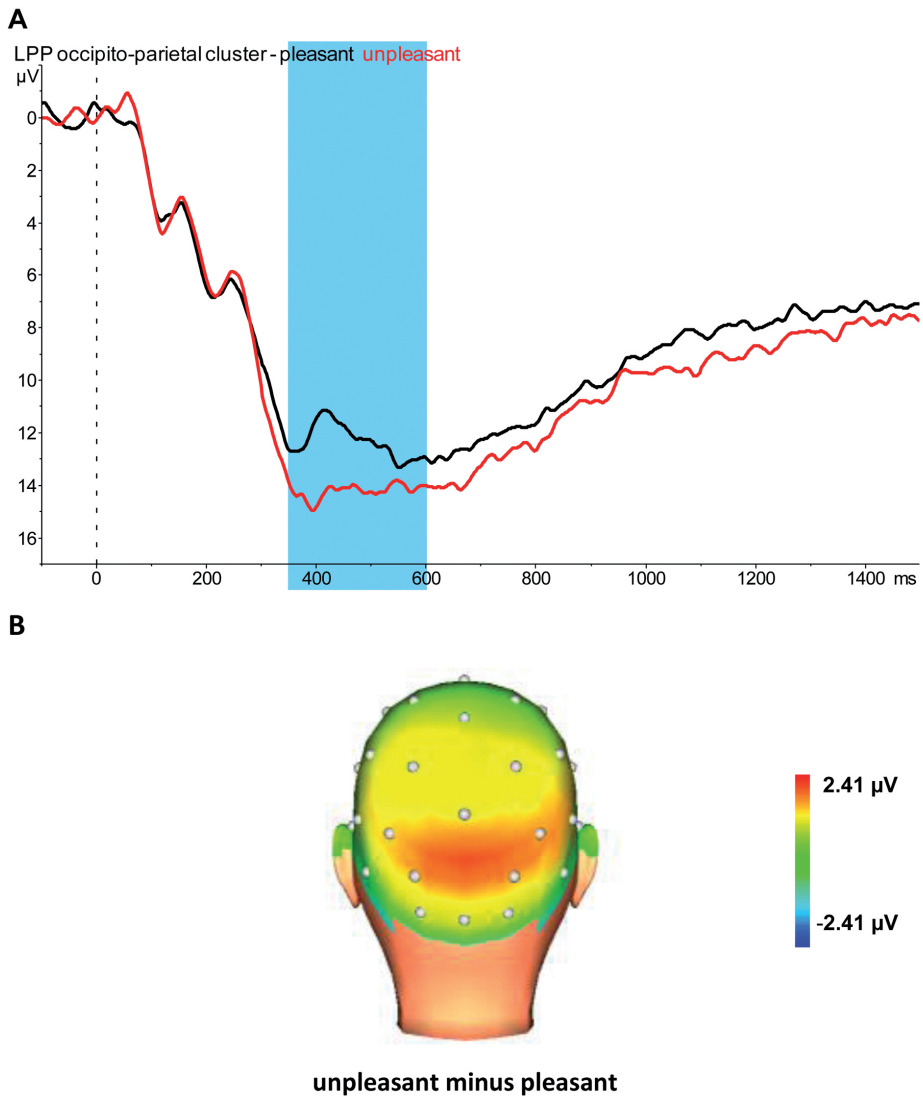 A
LPP occipito-parietal cluster - pleasant unpleasant
µV
0
2
4
6
8
10
12
14
16
0 200 400 600 800 1000 1200 1400 ms
B
2.41 µV
-2.41 µV
unpleasant minus pleasant